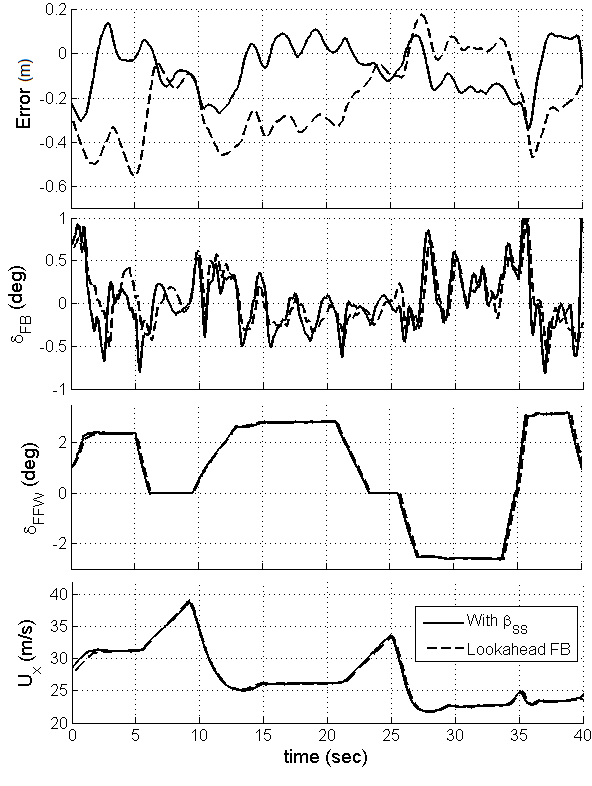 0.2
0
-0.2
-0.4
-0.6
Error (m)
1
0.5
0
-0.5
-1
δFB (deg)
2
0
-2
δFFW (deg)
40
35
30
25
20
Ux (m/s)
With βSS
Lookahead FB
0 5 10 15 20 25 30 35 40
time (sec)